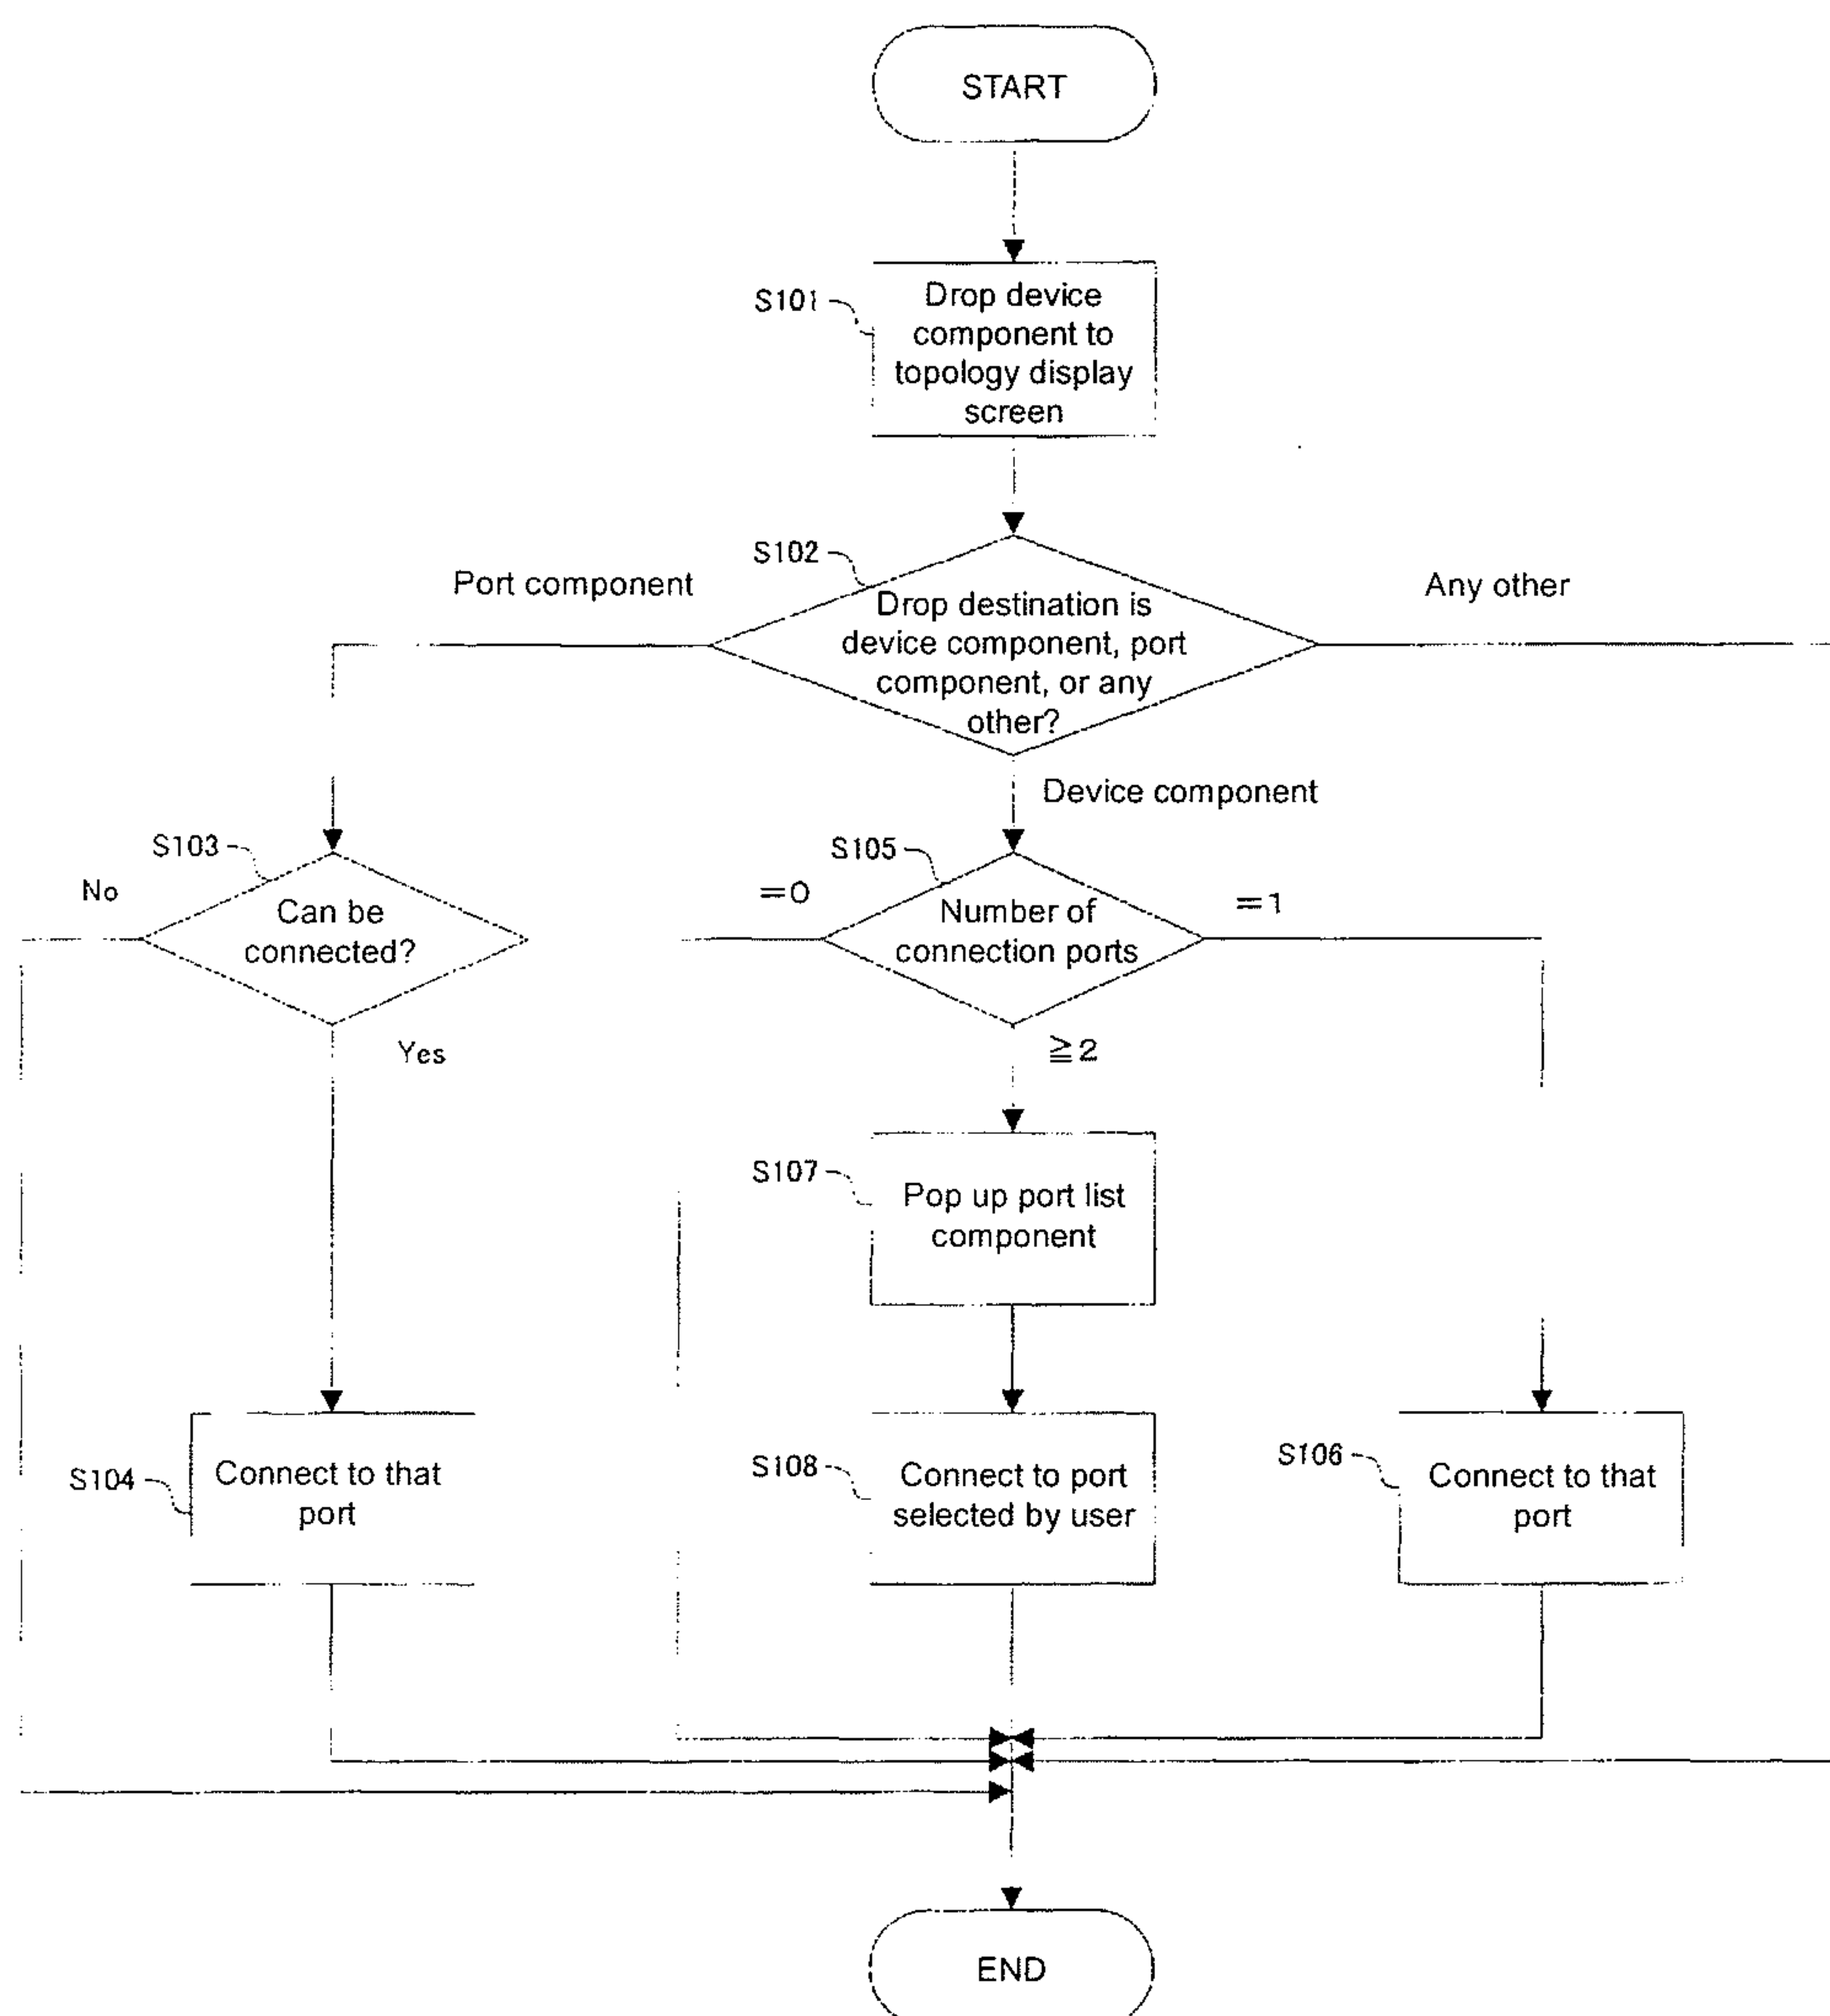 START
S101
Drop device
component to
topology display
screen
S102
Port component
Any other
Drop destination is
device component, port
component, or any
other?
Device component
S103
No
Can be
connected?
Yes
S105
=0
Number of
connection ports
=1
≧2
S107
Pop up port list
component
S104
Connect to that
port
S108
Connect to port
selected by user
S106
Connect to that
port
END